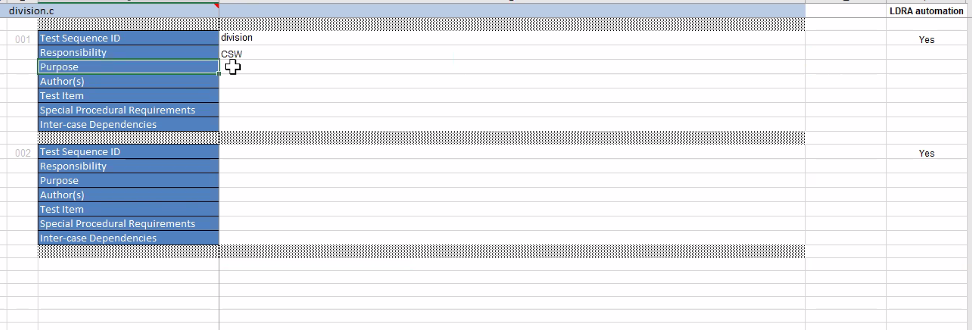 division.c LDRA automation
001 Test Sequence ID division Yes
Responsibility CSW
Purpose
Author(s)
Test Item
Special Procedural Requirements
Inter-case Dependencies
002 Test Sequence ID Yes
Responsibility
Purpose
Author(s)
Test Item
Special Procedural Requirements
Inter-case Dependencies